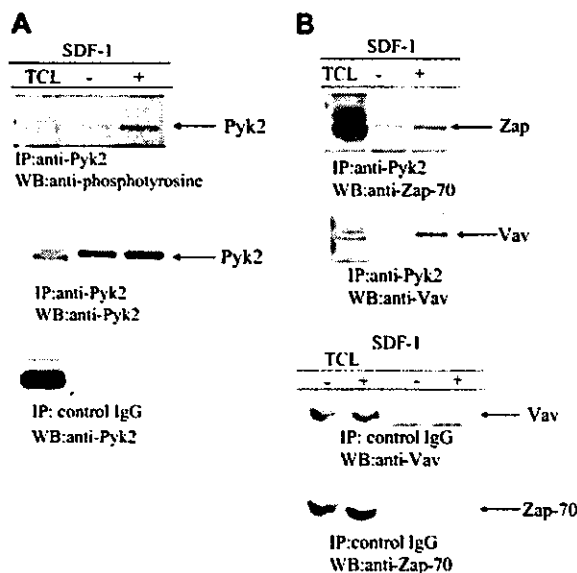 A
SDF-1
TCL - +
Pyk2
IP:anti-Pyk2
WB:anti-phosphotyrosine
Pyk2
IP:anti-Pyk2
WB:anti-Pyk2
IP: control IgG
WB:anti-Pyk2
B
SDF-1
TCL - +
Zap
IP:anti-Pyk2
WB:anti-Zap-70
Vav
IP:anti-Pyk2
WB:anti-Vav
SDF-1
TCL
- + - +
Vav
IP: control IgG
WB:anti-Vav
Zap-70
IP:control IgG
WB:anti-Zap-70